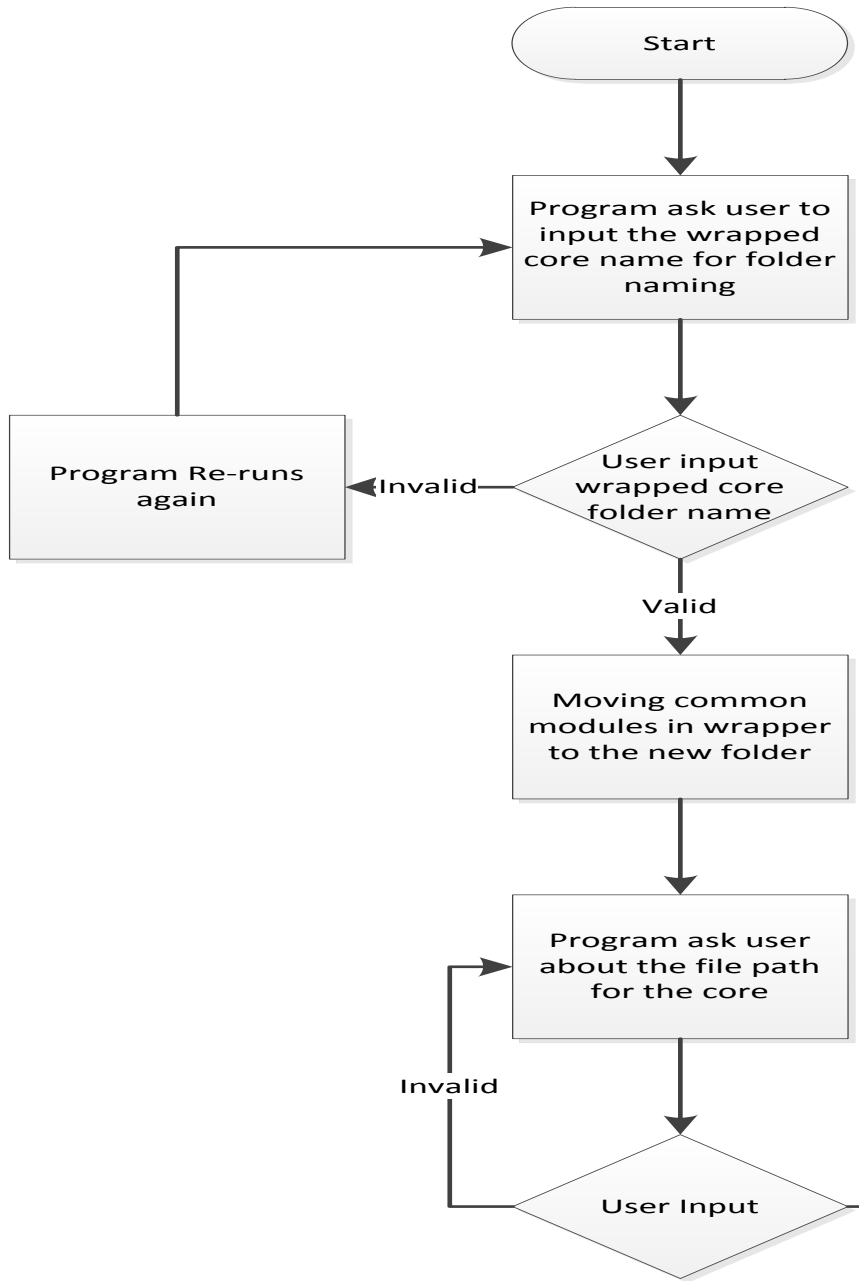 Start
Program ask user to
input the wrapped
core name for folder
naming
Program Re-runs
again
Invalid
User input
wrapped core
folder name
Valid
Moving common
modules in wrapper
to the new folder
Program ask user
about the file path
for the core
Invalid
User Input